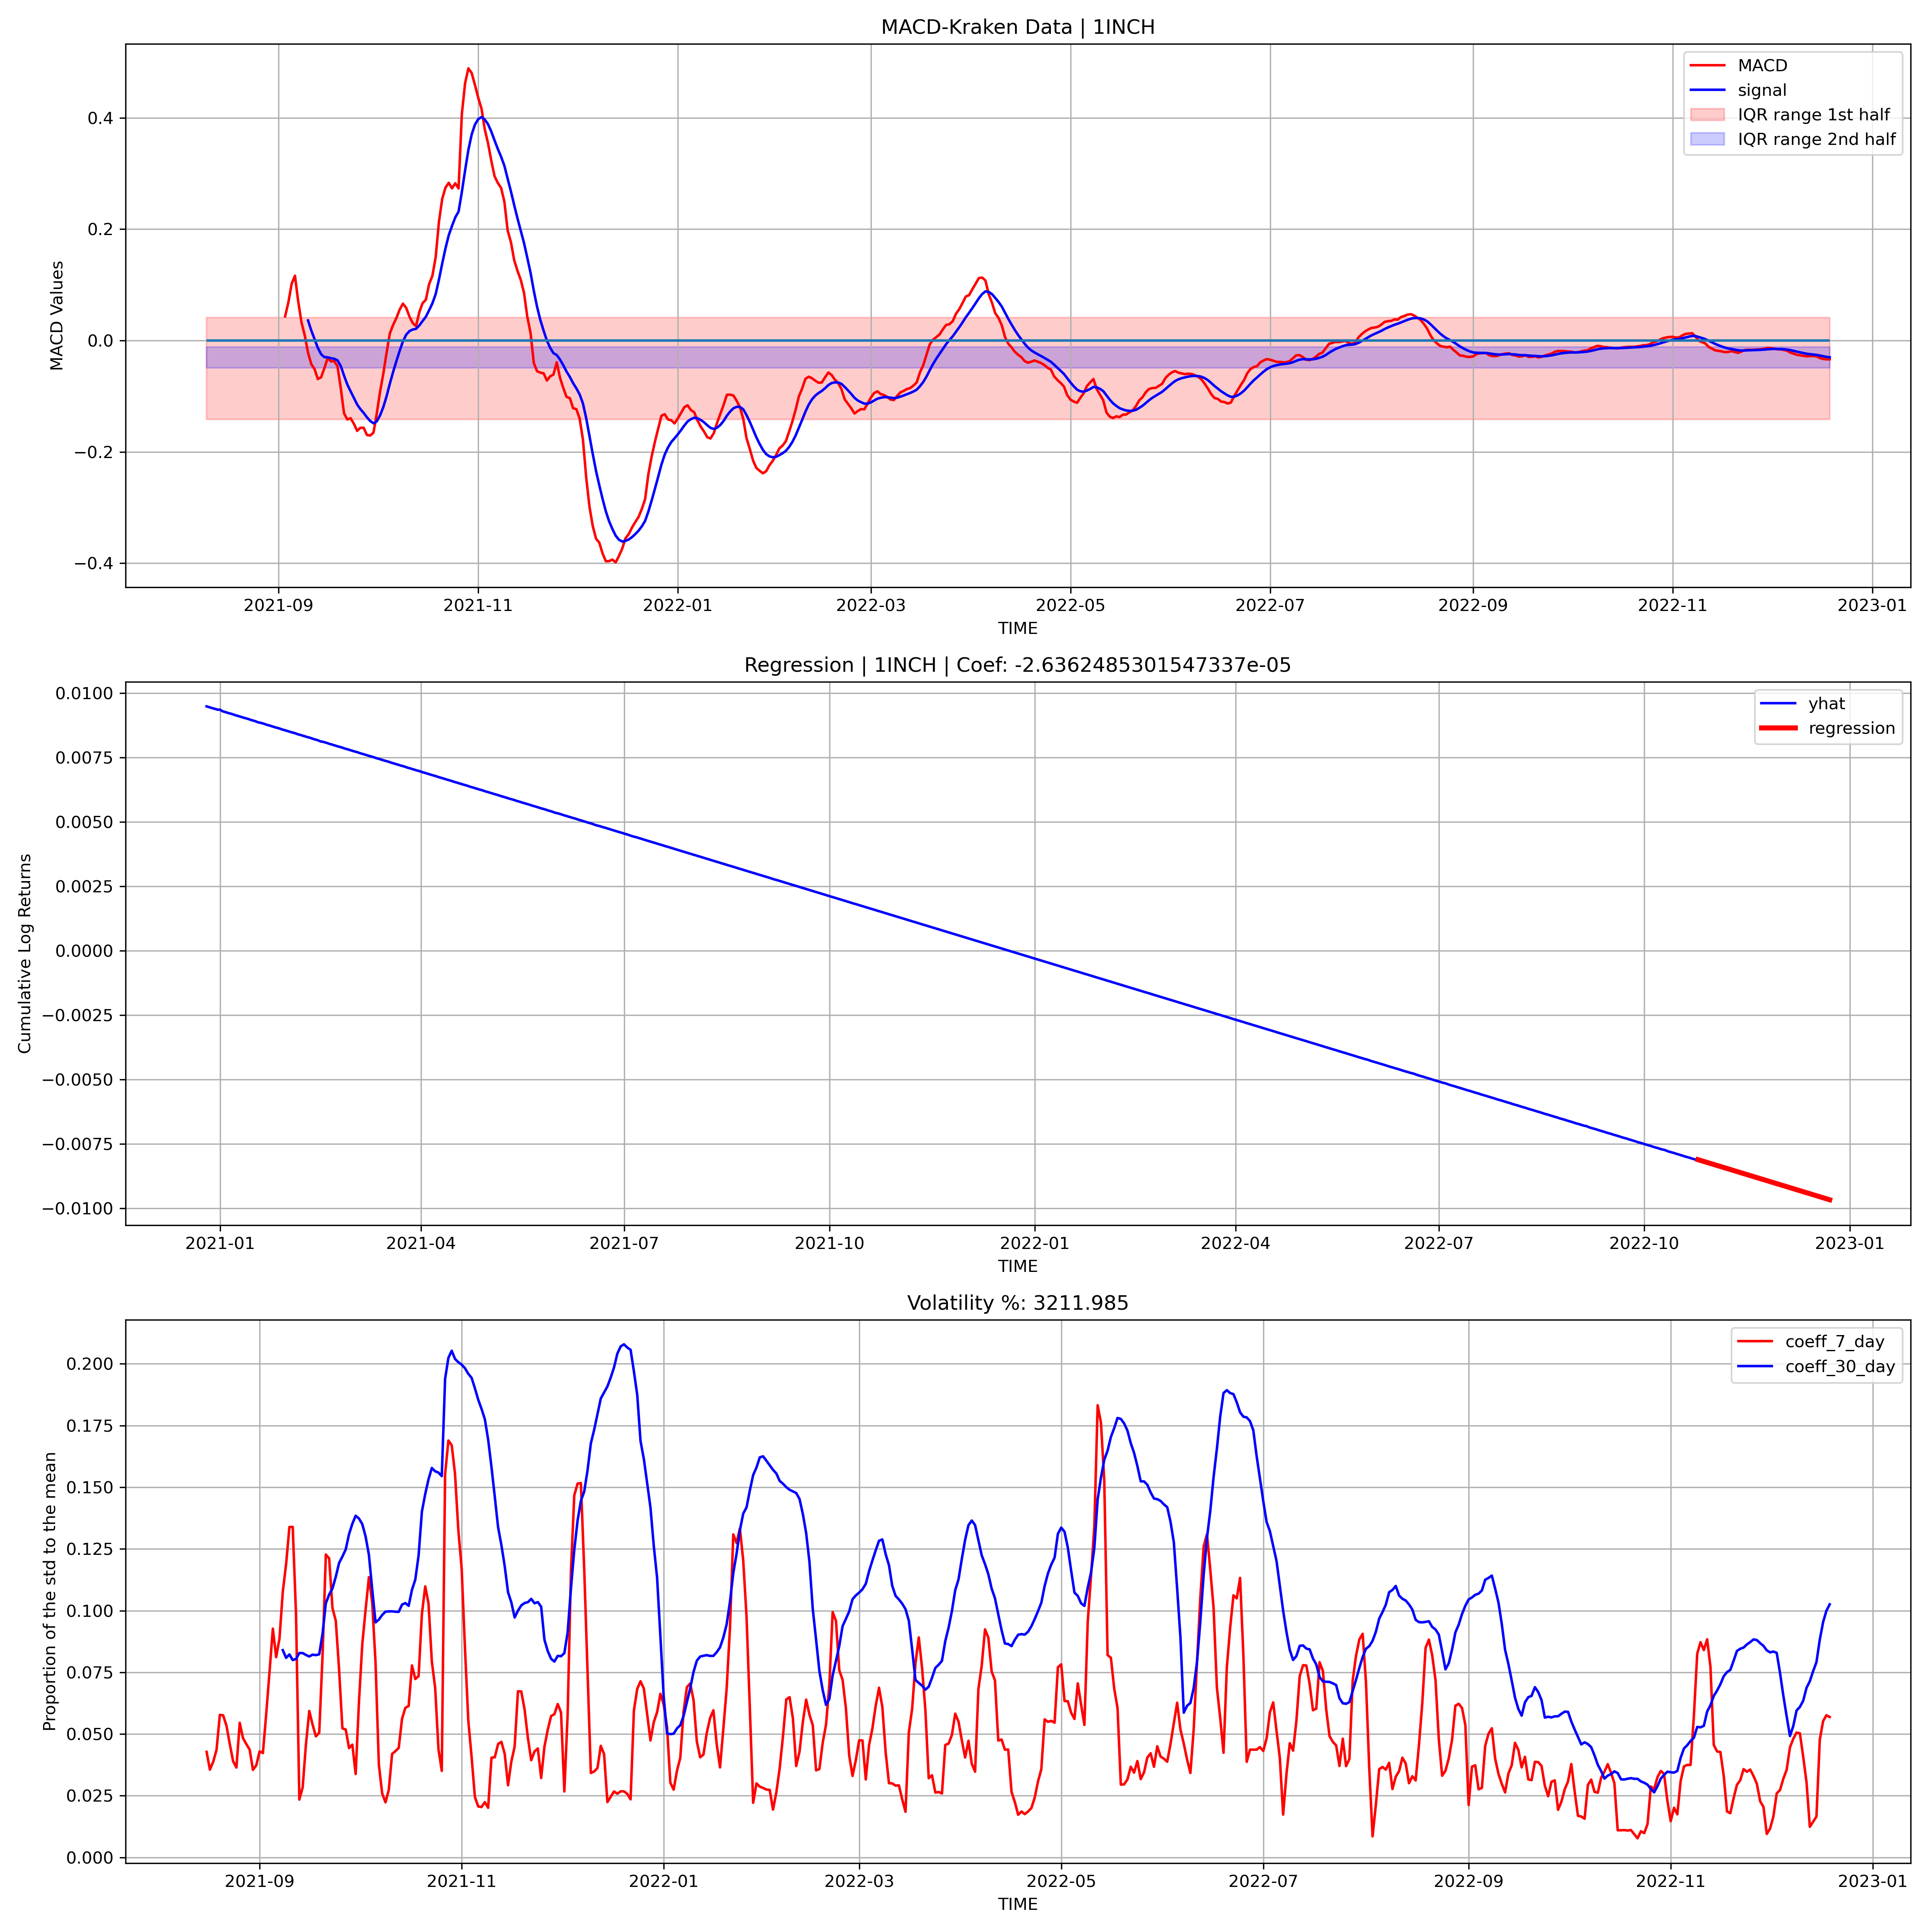 MACD-Kraken Data | 1INCH
MACD
signal
IQR range 1st half
IQR range 2nd half
MACD Values
0.4
0.2
0.0
−0.2
−0.4
2021-09 2021-11 2022-01 2022-03 2022-05 2022-07 2022-09 2022-11 2023-01
TIME
Regression | 1INCH | Coef: -2.6362485301547337e-05
yhat
regression
Cumulative Log Returns
0.0100
0.0075
0.0050
0.0025
0.0000
−0.0025
−0.0050
−0.0075
−0.0100
2021-01 2021-04 2021-07 2021-10 2022-01 2022-04 2022-07 2022-10 2023-01
TIME
Volatility %: 3211.985
coeff_7_day
coeff_30_day
Proportion of the std to the mean
0.200
0.175
0.150
0.125
0.100
0.075
0.050
0.025
0.000
2021-09 2021-11 2022-01 2022-03 2022-05 2022-07 2022-09 2022-11 2023-01
TIME